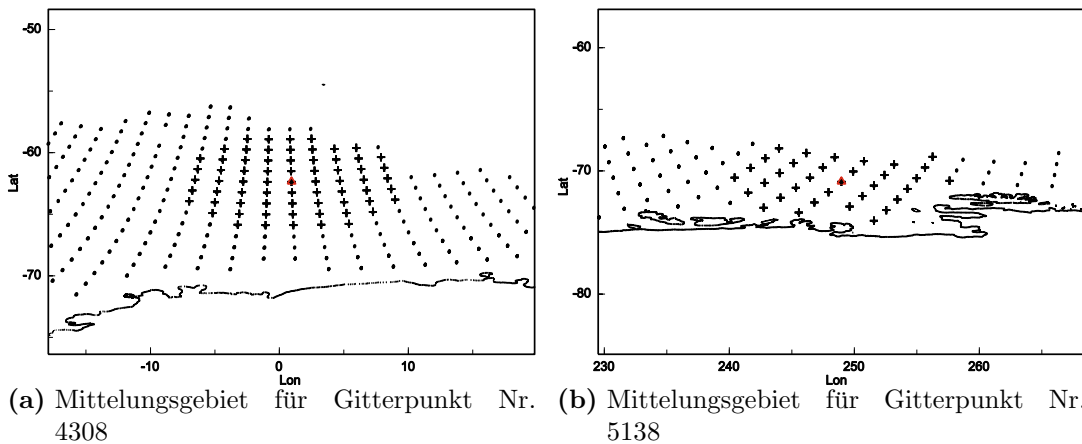 -50
-60
-70
Lat
-10
0
10
Lon
(a) Mittelungsgebiet für Gitterpunkt Nr.
4308
-60
-70
-80
Lat
230
240
250
260
Lon
(b) Mittelungsgebiet für Gitterpunkt Nr.
5138